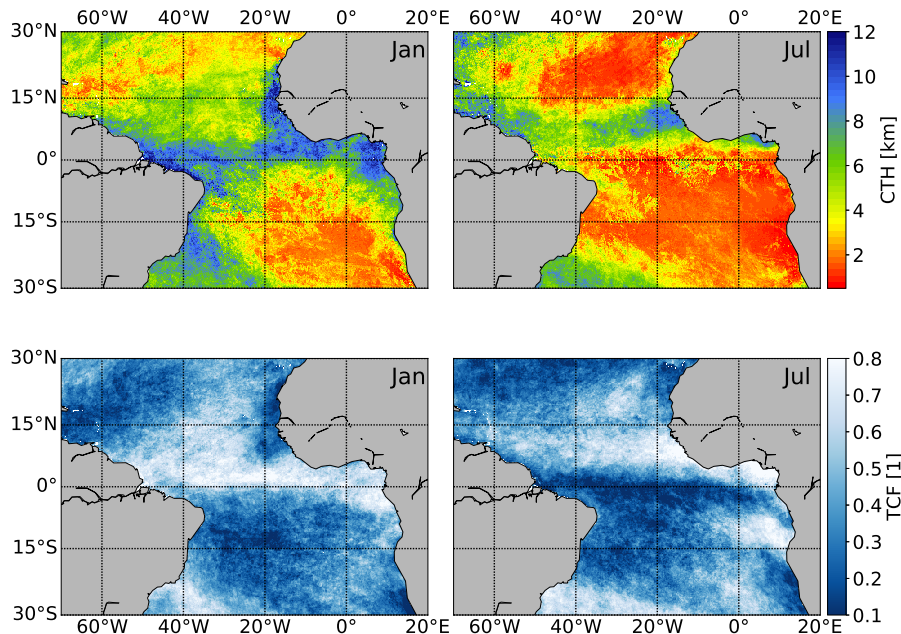 60°W 40°W 20°W 0° 20°E 60°W 40°W 20°W 0° 20°E
30°N Jan Jul 12
10
15°N
8
0° CTH [km]
6
15°S 4
2
30°S
30°N Jan Jul 0.8
0.7
15°N 0.6
0.5
0° TCF [1]
0.4
0.3
15°S
0.2
30°S 0.1
60°W 40°W 20°W 0° 20°E 60°W 40°W 20°W 0° 20°E